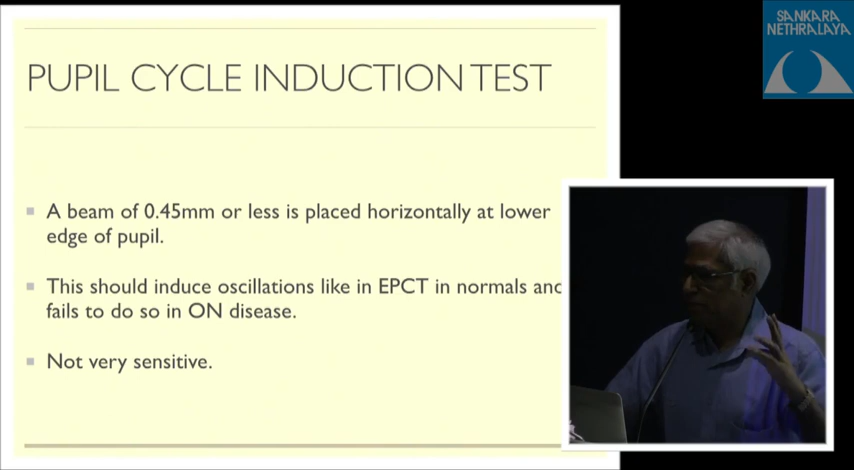 SANKARA
NETHRALAYA
PUPIL CYCLE INDUCTION TEST
A beam of 0.45mm or less is placed horizontally at lower
edge of pupil.
This should induce oscillations like in EPCT in normals and
fails to do so in ON disease.
Not very sensitive.